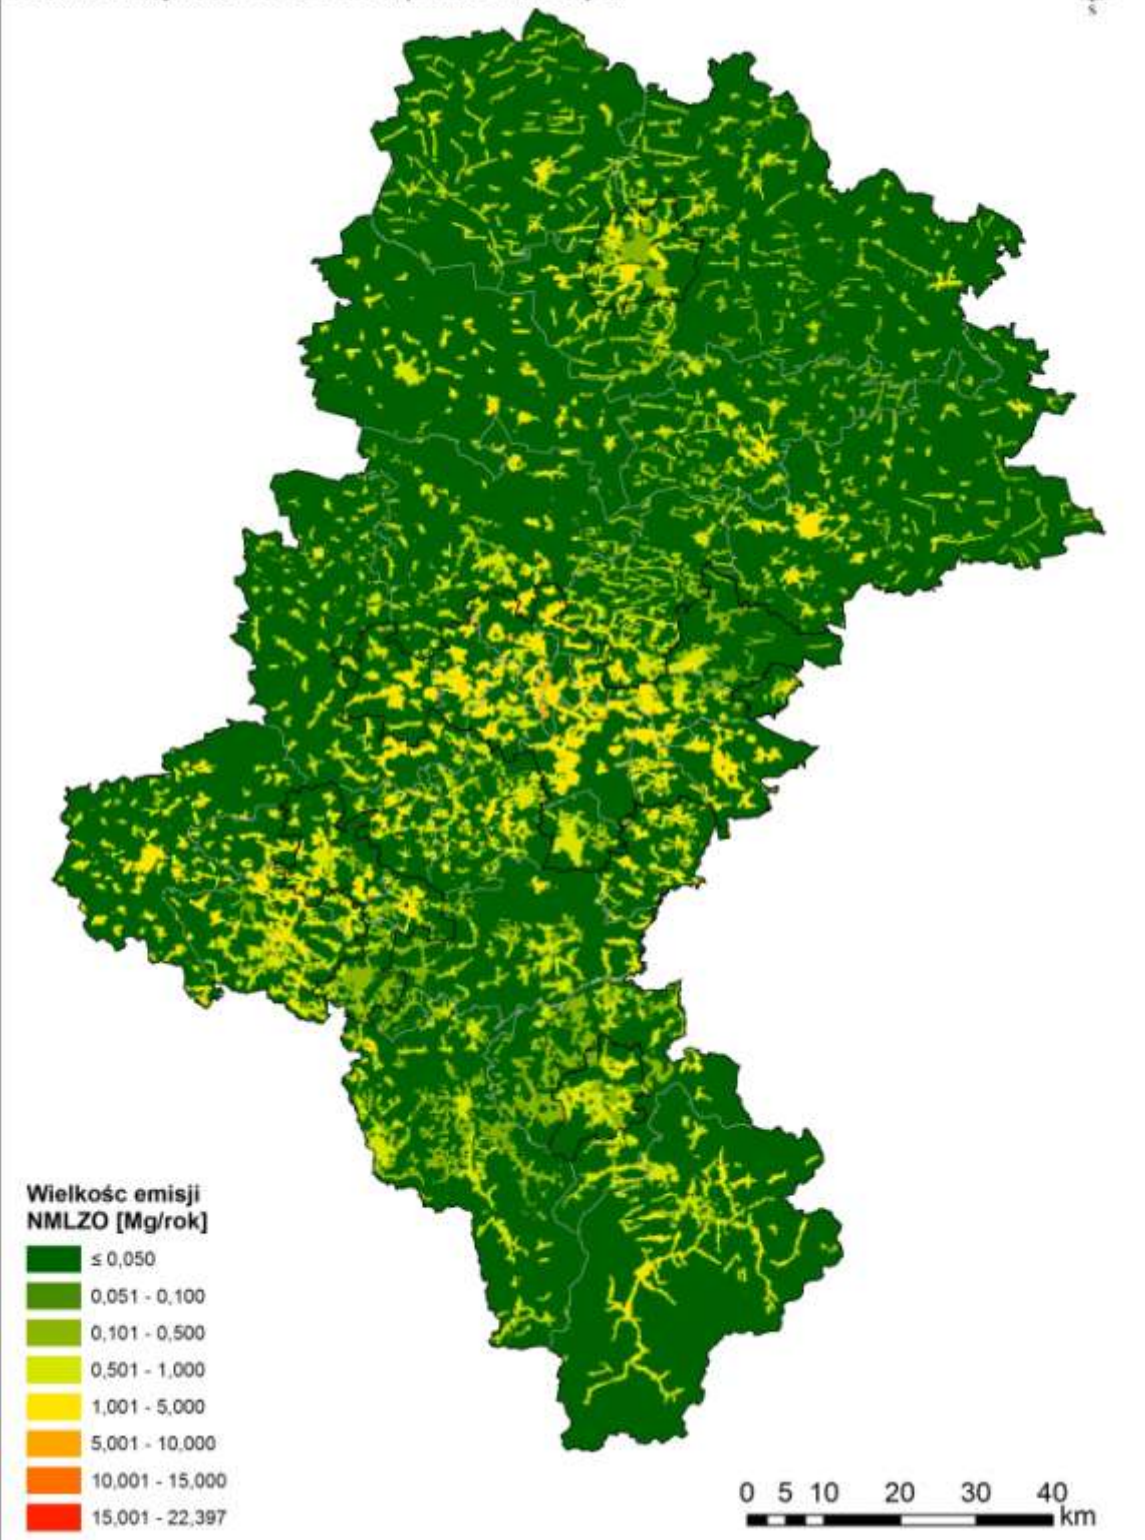 s
Wielkośc emisji
NMLZO [Mg/rok]
≤ 0,050
0,051 - 0,100
0,101 - 0,500
0,501 - 1,000
1,001 - 5,000
5,001 - 10,000
10,001 - 15,000
15,001 - 22,397
0 5 10 20 30 40
km